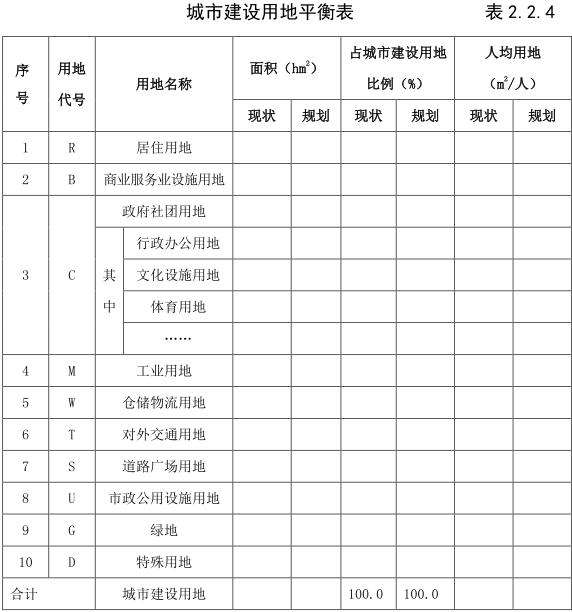 城市建设用地平衡表 表2.2.4
序号 用地代号 用地名称 面积（hm²） 占城市建设用地比例（%） 人均用地（m²/人）
现状 规划 现状 规划 现状 规划
1 R 居住用地
2 B 商业服务业设施用地
3 C 政府社团用地
其中 行政办公用地
文化设施用地
体育用地
……
4 M 工业用地
5 W 仓储物流用地
6 T 对外交通用地
7 S 道路广场用地
8 U 市政公用设施用地
9 G 绿地
10 D 特殊用地
合计 城市建设用地 100.0 100.0